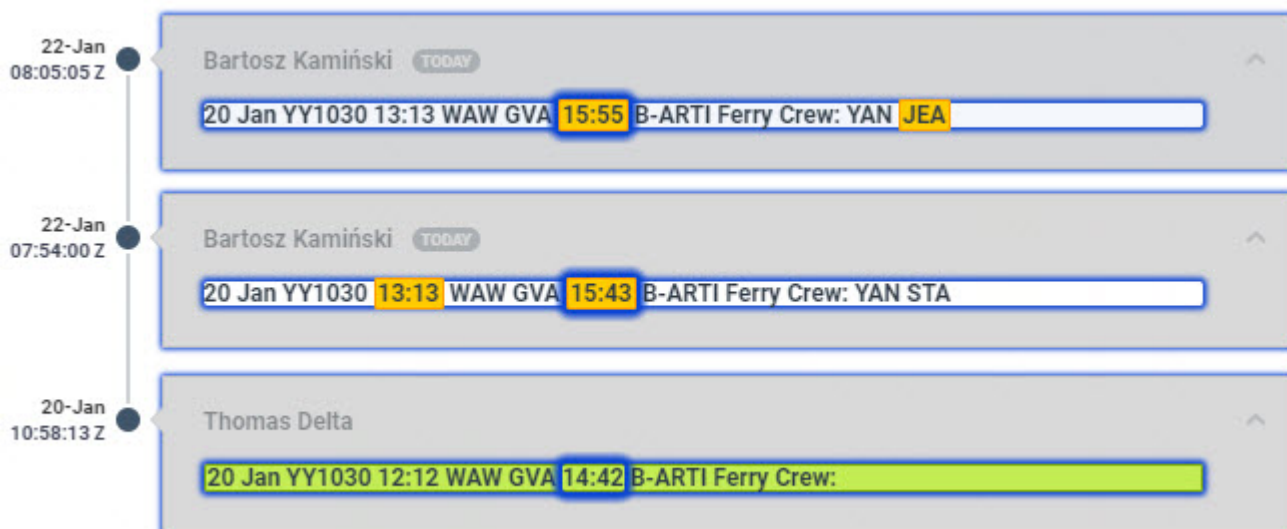 22-Jan
08:05:05 Z
Bartosz Kamiński TODAY
20 Jan YY1030 13:13 WAW GVA 15:55 B-ARTI Ferry Crew: YAN JEA
22-Jan
07:54:00 Z
Bartosz Kamiński TODAY
20 Jan YY1030 13:13 WAW GVA 15:43 B-ARTI Ferry Crew: YAN STA
20-Jan
10:58:13 Z
Thomas Delta
20 Jan YY1030 12:12 WAW GVA 14:42 B-ARTI Ferry Crew: